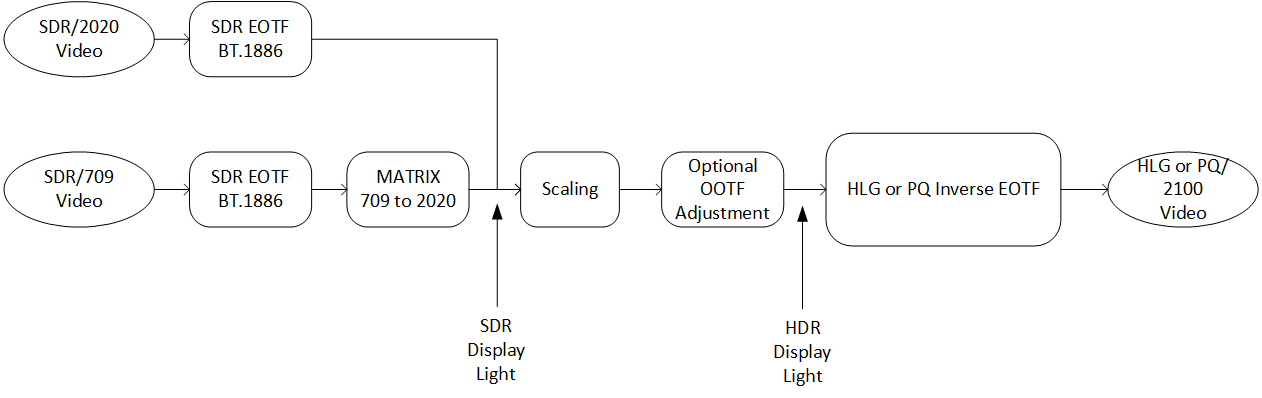 SDR/2020
Video
SDR EOTF
BT.1886
SDR/709
Video
SDR EOTF
BT.1886
MATRIX
709 to 2020
Scaling
Optional
OOTF
Adjustment
HLG or PQ Inverse EOTF
HLG or PQ/
2100
Video
SDR
Display
Light
HDR
Display
Light